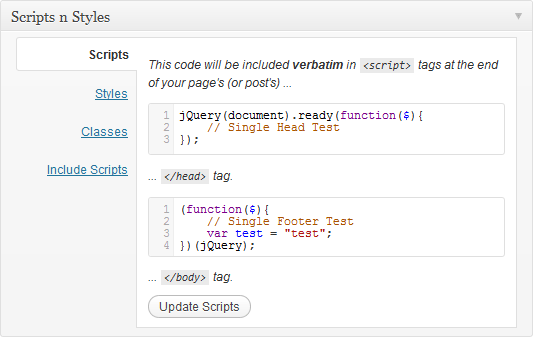 Scripts n Styles
Scripts
Styles
Classes
Include Scripts
This code will be included verbatim in <script> tags at the end
of your page's (or post's) ...
1 jQuery(document).ready(function($){
2     // Single Head Test
3 });
... </head> tag.
1 (function($){
2     // Single Footer Test
3     var test = "test";
4 })(jQuery);
... </body> tag.
Update Scripts